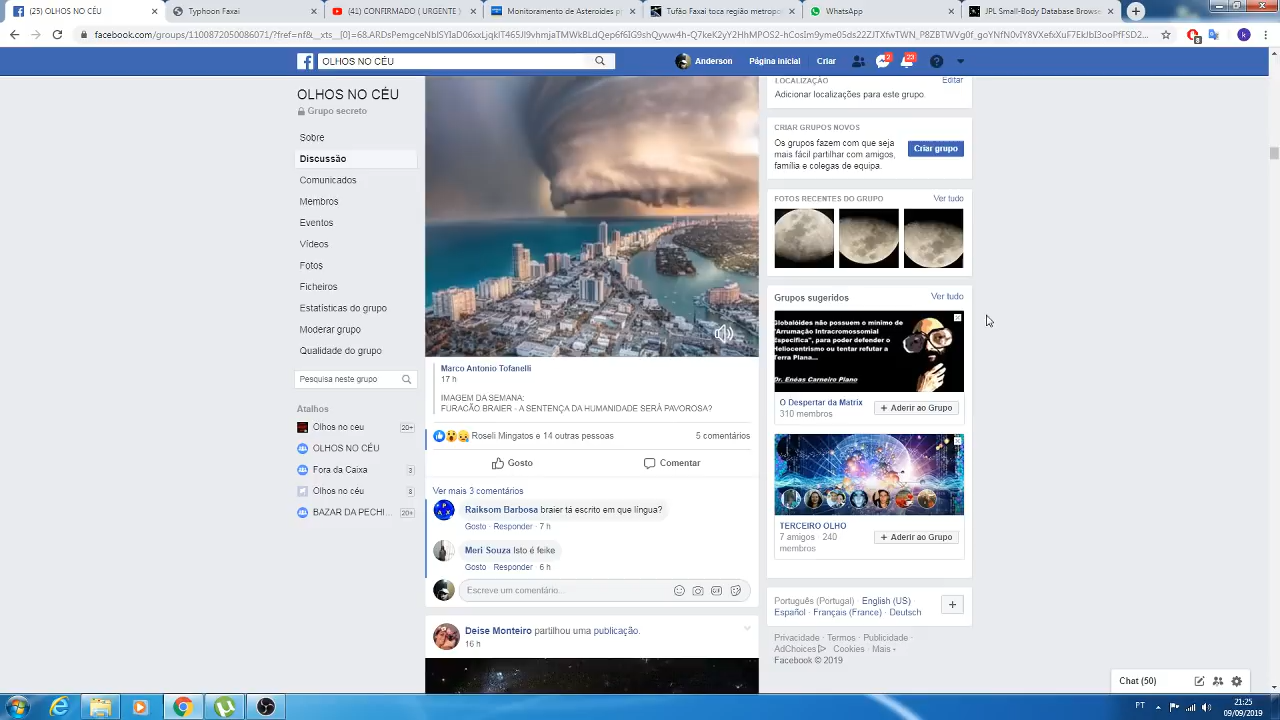 (25) OLHOS NO CÉU
Typhoon Faxai
(41) CONFIRMADO ( URGENTE )
Monitoramento de Asteroides p
Tufão Faxai toca região metropo
WhatsApp
JPL Small-Body Database Browse
OLHOS NO CÉU
Anderson
Página inicial
Criar
2
23
OLHOS NO CÉU
Grupo secreto
Sobre
Discussão
Comunicados
Membros
Eventos
Vídeos
Fotos
Ficheiros
Estatísticas do grupo
Moderar grupo
Qualidade do grupo
Pesquisa neste grupo
Atalhos
Olhos no ceu 20+
OLHOS NO CÉU
Fora da Caixa 3
Olhos no céu 8
BAZAR DA PECHI... 20+
Marco Antonio Tofanelli
17 h
IMAGEM DA SEMANA:
FURACÃO BRAIER - A SENTENÇA DA HUMANIDADE SERÁ PAVOROSA?
Roseli Mingatos e 14 outras pessoas
5 comentários
Gosto
Comentar
Ver mais 3 comentários
Raiksom Barbosa braier tá escrito em que língua?
Gosto · Responder · 7 h
Meri Souza Isto é feike
Gosto · Responder · 6 h
Escreve um comentário...
Deise Monteiro partilhou uma publicação.
16 h
LOCALIZAÇÃO
Editar
Adicionar localizações para este grupo.
CRIAR GRUPOS NOVOS
Os grupos fazem com que seja
mais fácil partilhar com amigos,
família e colegas de equipa.
Criar grupo
FOTOS RECENTES DO GRUPO
Ver tudo
Grupos sugeridos
Ver tudo
Globalóides não possuem o mínimo de
"Arrumação Intracromossomial
Específica", para poder defender o
Heliocentrismo ou tentar refutar a
Terra Plana...
Dr. Enéas Carneiro Plano
O Despertar da Matrix
310 membros
+ Aderir ao Grupo
TERCEIRO OLHO
7 amigos · 240
membros
+ Aderir ao Grupo
Português (Portugal) · English (US) ·
Español · Français (France) · Deutsch
Privacidade · Termos · Publicidade ·
AdChoices · Cookies · Mais
Facebook © 2019
Chat (50)
PT
21:25
09/09/2019